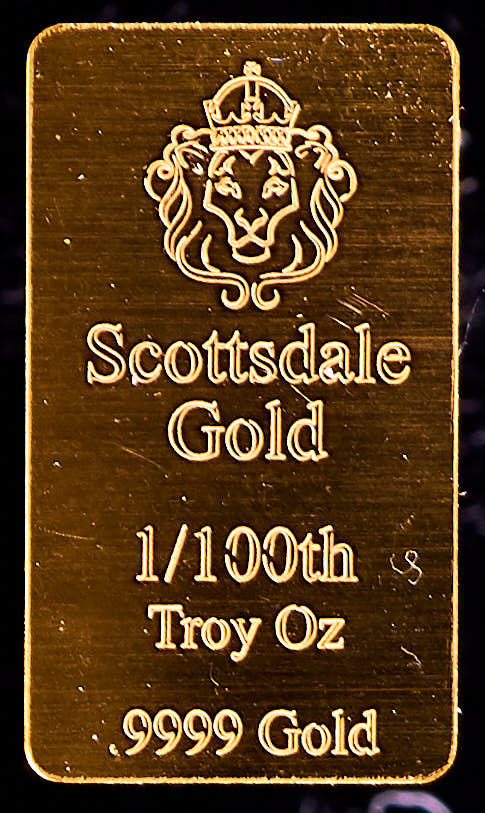 Scottsdale
Gold
1/100th
Troy Oz
.9999 Gold